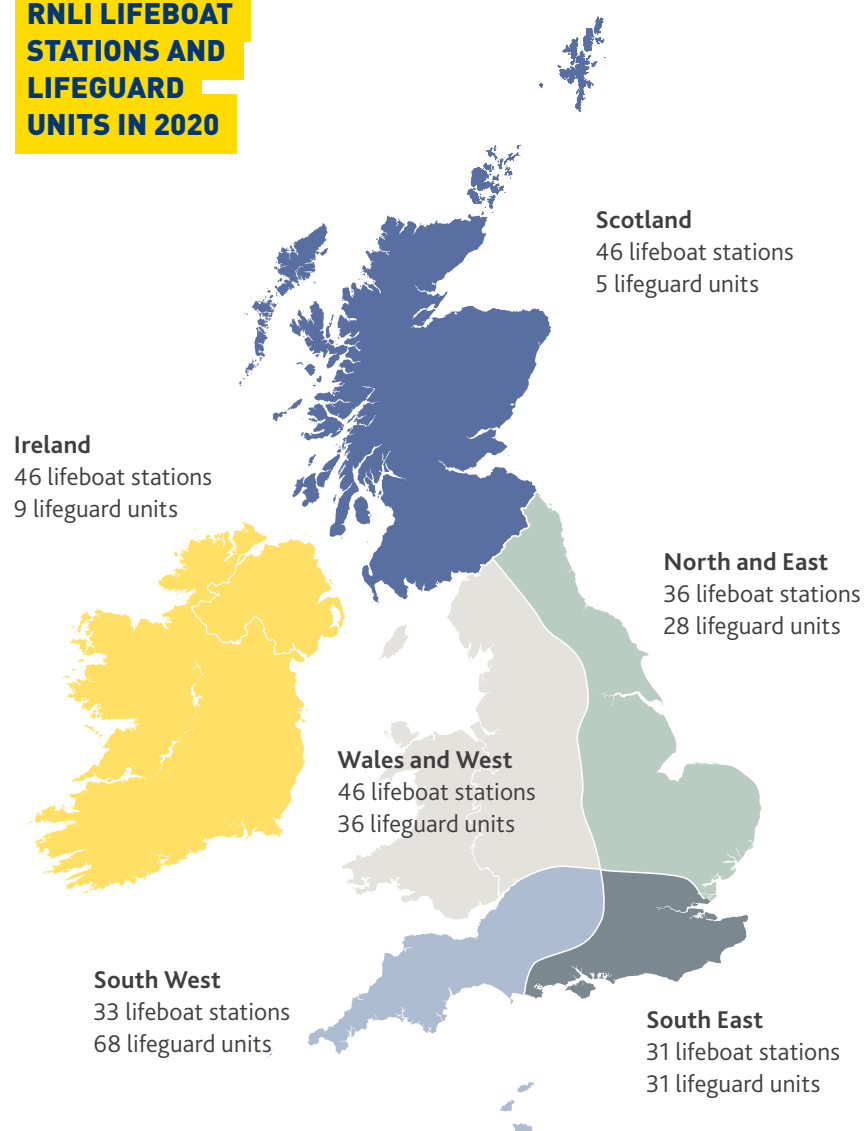 RNLI LIFEBOAT
STATIONS AND
LIFEGUARD
UNITS IN 2020
Scotland
46 lifeboat stations
5 lifeguard units
Ireland
46 lifeboat stations
9 lifeguard units
North and East
36 lifeboat stations
28 lifeguard units
Wales and West
46 lifeboat stations
36 lifeguard units
South West
33 lifeboat stations
68 lifeguard units
South East
31 lifeboat stations
31 lifeguard units